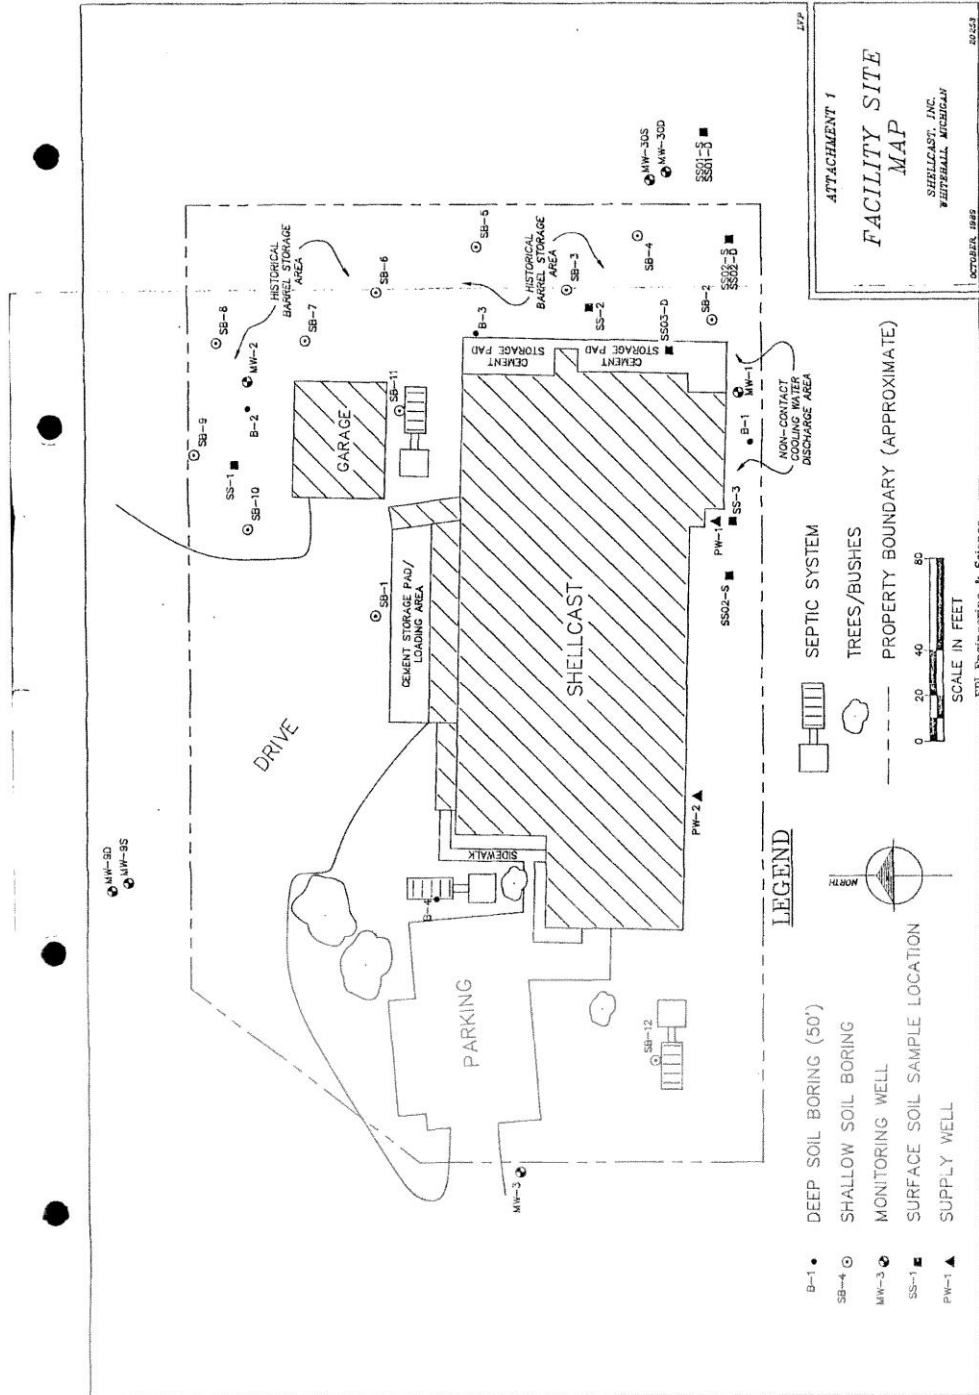 MW-9D
MW-9S
DRIVE
SB-9
SB-8
SS-1
SB-10
B-2
MW-2
HISTORICAL
BARREL STORAGE
AREA
SB-7
SB-6
GARAGE
SB-11
SB-1
CEMENT STORAGE PAD/
LOADING AREA
HISTORICAL
BARREL STORAGE
AREA
SB-5
B-3
SB-3
SB-4
SS-2
SS03-D
SB-2
CEMENT
STORAGE PAD
CEMENT
STORAGE PAD
MW-30S
MW-30D
SS01-S
SS01-D
SS02-S
SS02-D
SIDEWALK
B-4
PARKING
SHELLCAST
MW-3
SB-12
PW-2
PW-1
SS-3
SS02-S
B-1
MW-1
NON-CONTACT
COOLING WATER
DISCHARGE AREA
LEGEND
B-1 DEEP SOIL BORING (50')
SB-4 SHALLOW SOIL BORING
MW-3 MONITORING WELL
SS-1 SURFACE SOIL SAMPLE LOCATION
PW-1 SUPPLY WELL
NORTH
SEPTIC SYSTEM
TREES/BUSHES
PROPERTY BOUNDARY (APPROXIMATE)
0 20 40 80
SCALE IN FEET
Engineering & Science
LVP
ATTACHMENT 1
FACILITY SITE
MAP
SHELLCAST, INC.
WHITEHALL, MICHIGAN
OCTOBER, 1989
20253